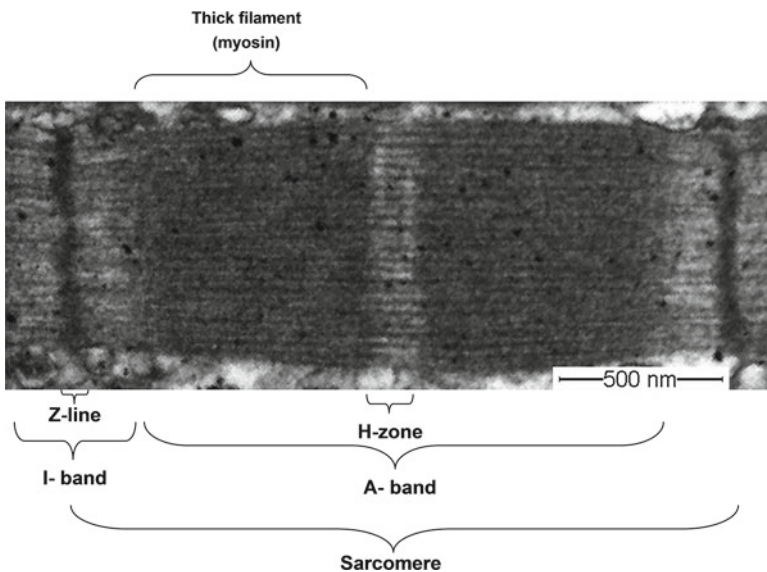 Thick filament
(myosin)
500 nm
Z-line
H-zone
I- band
A- band
Sarcomere